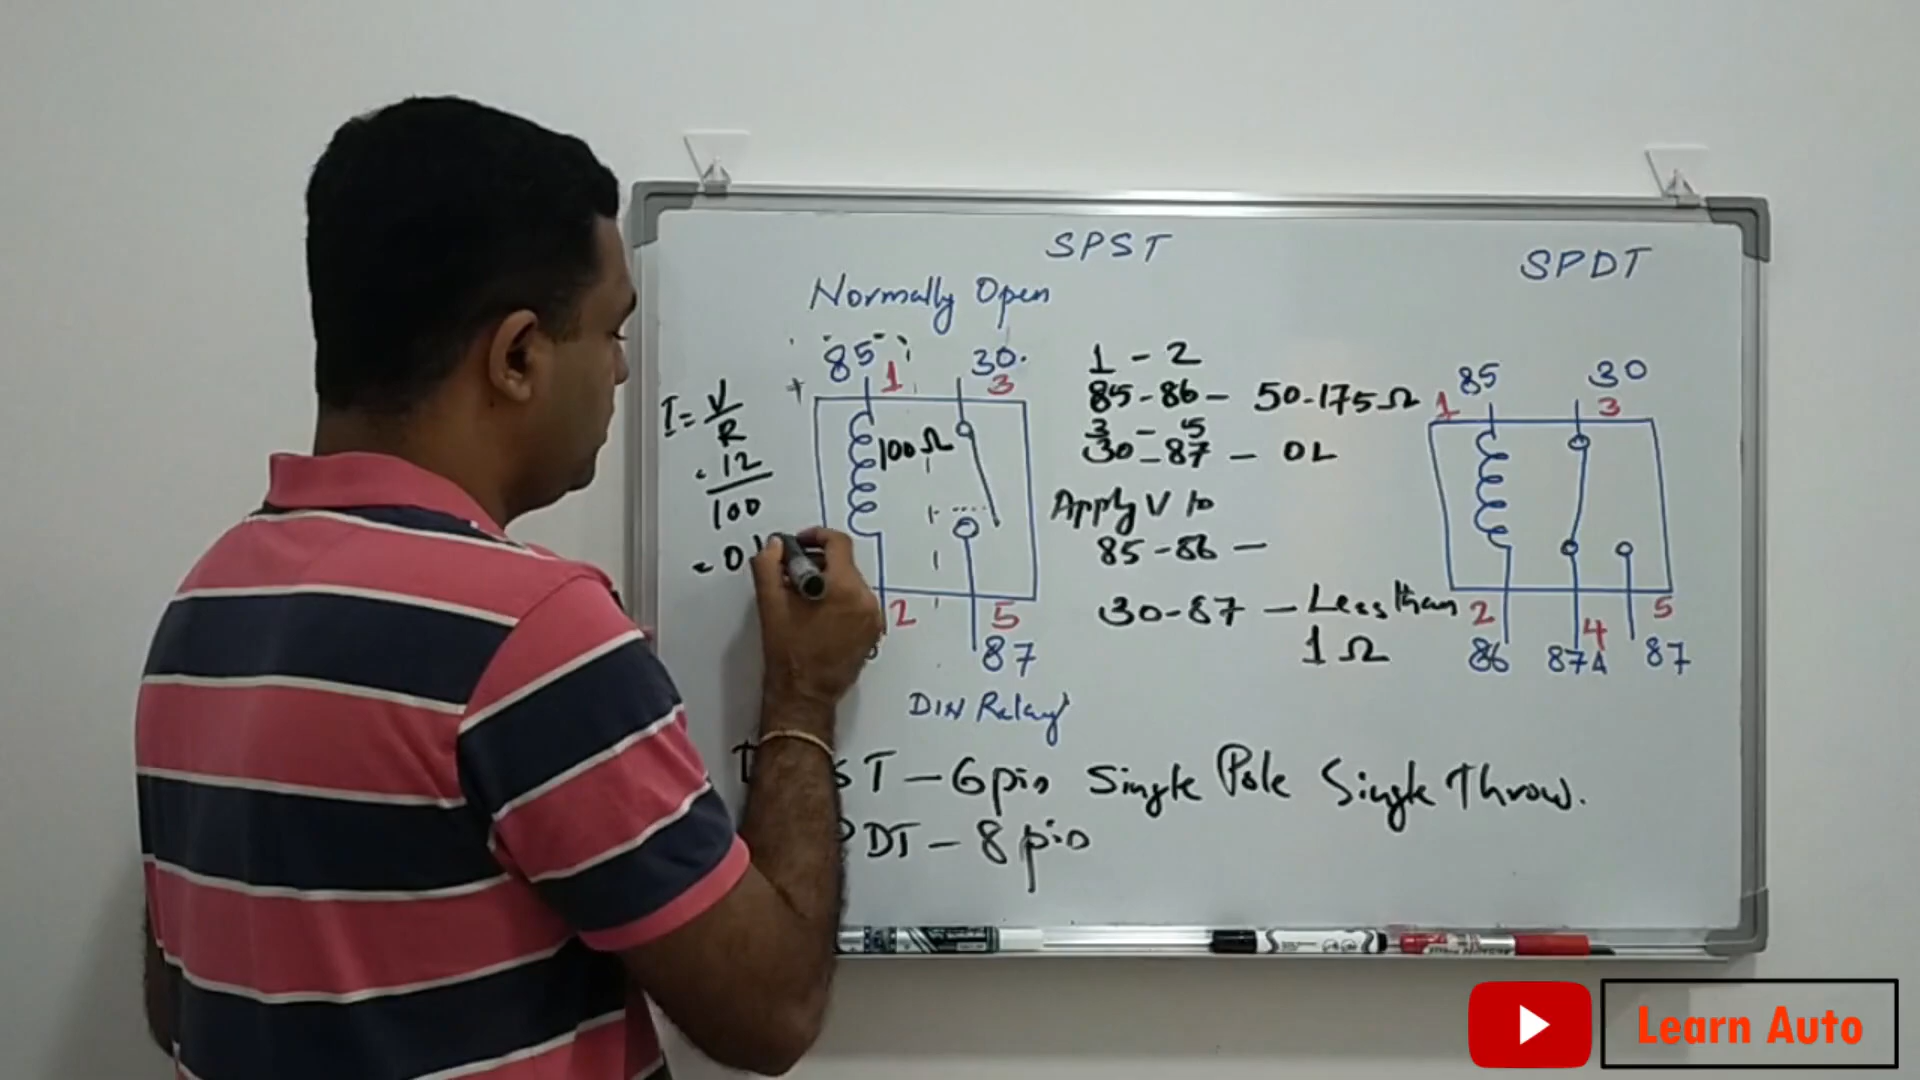 SPST
SPDT
Normally Open
85 1
30 3
I = V
R
= 12
100
= 0
+
100Ω
2
5
87
DIN Relay
1 - 2
85-86 - 50-175Ω
3 - 5
30-87 - OL
Apply V to
85-86 -
30-87 - Less than
1Ω
1 85
30
3
2
86
4
87A
5
87
ST - 6 pin Single Pole Single Throw.
PDT - 8 pin
Learn Auto